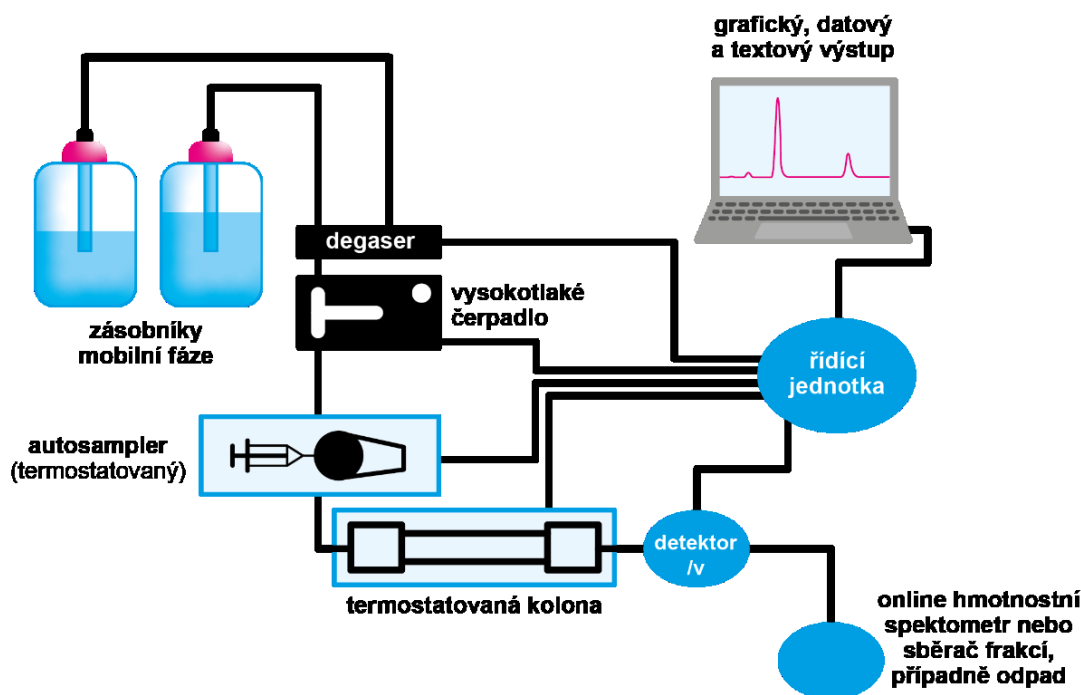 grafický, datový
a textový výstup
degaser
vysokotlaké
čerpadlo
zásobníky
mobilní fáze
řídící
jednotka
autosampler
(termostatovaný)
detektor
/v
termostatovaná kolona
online hmotnostní
spektometr nebo
sběrač frakcí,
případně odpad